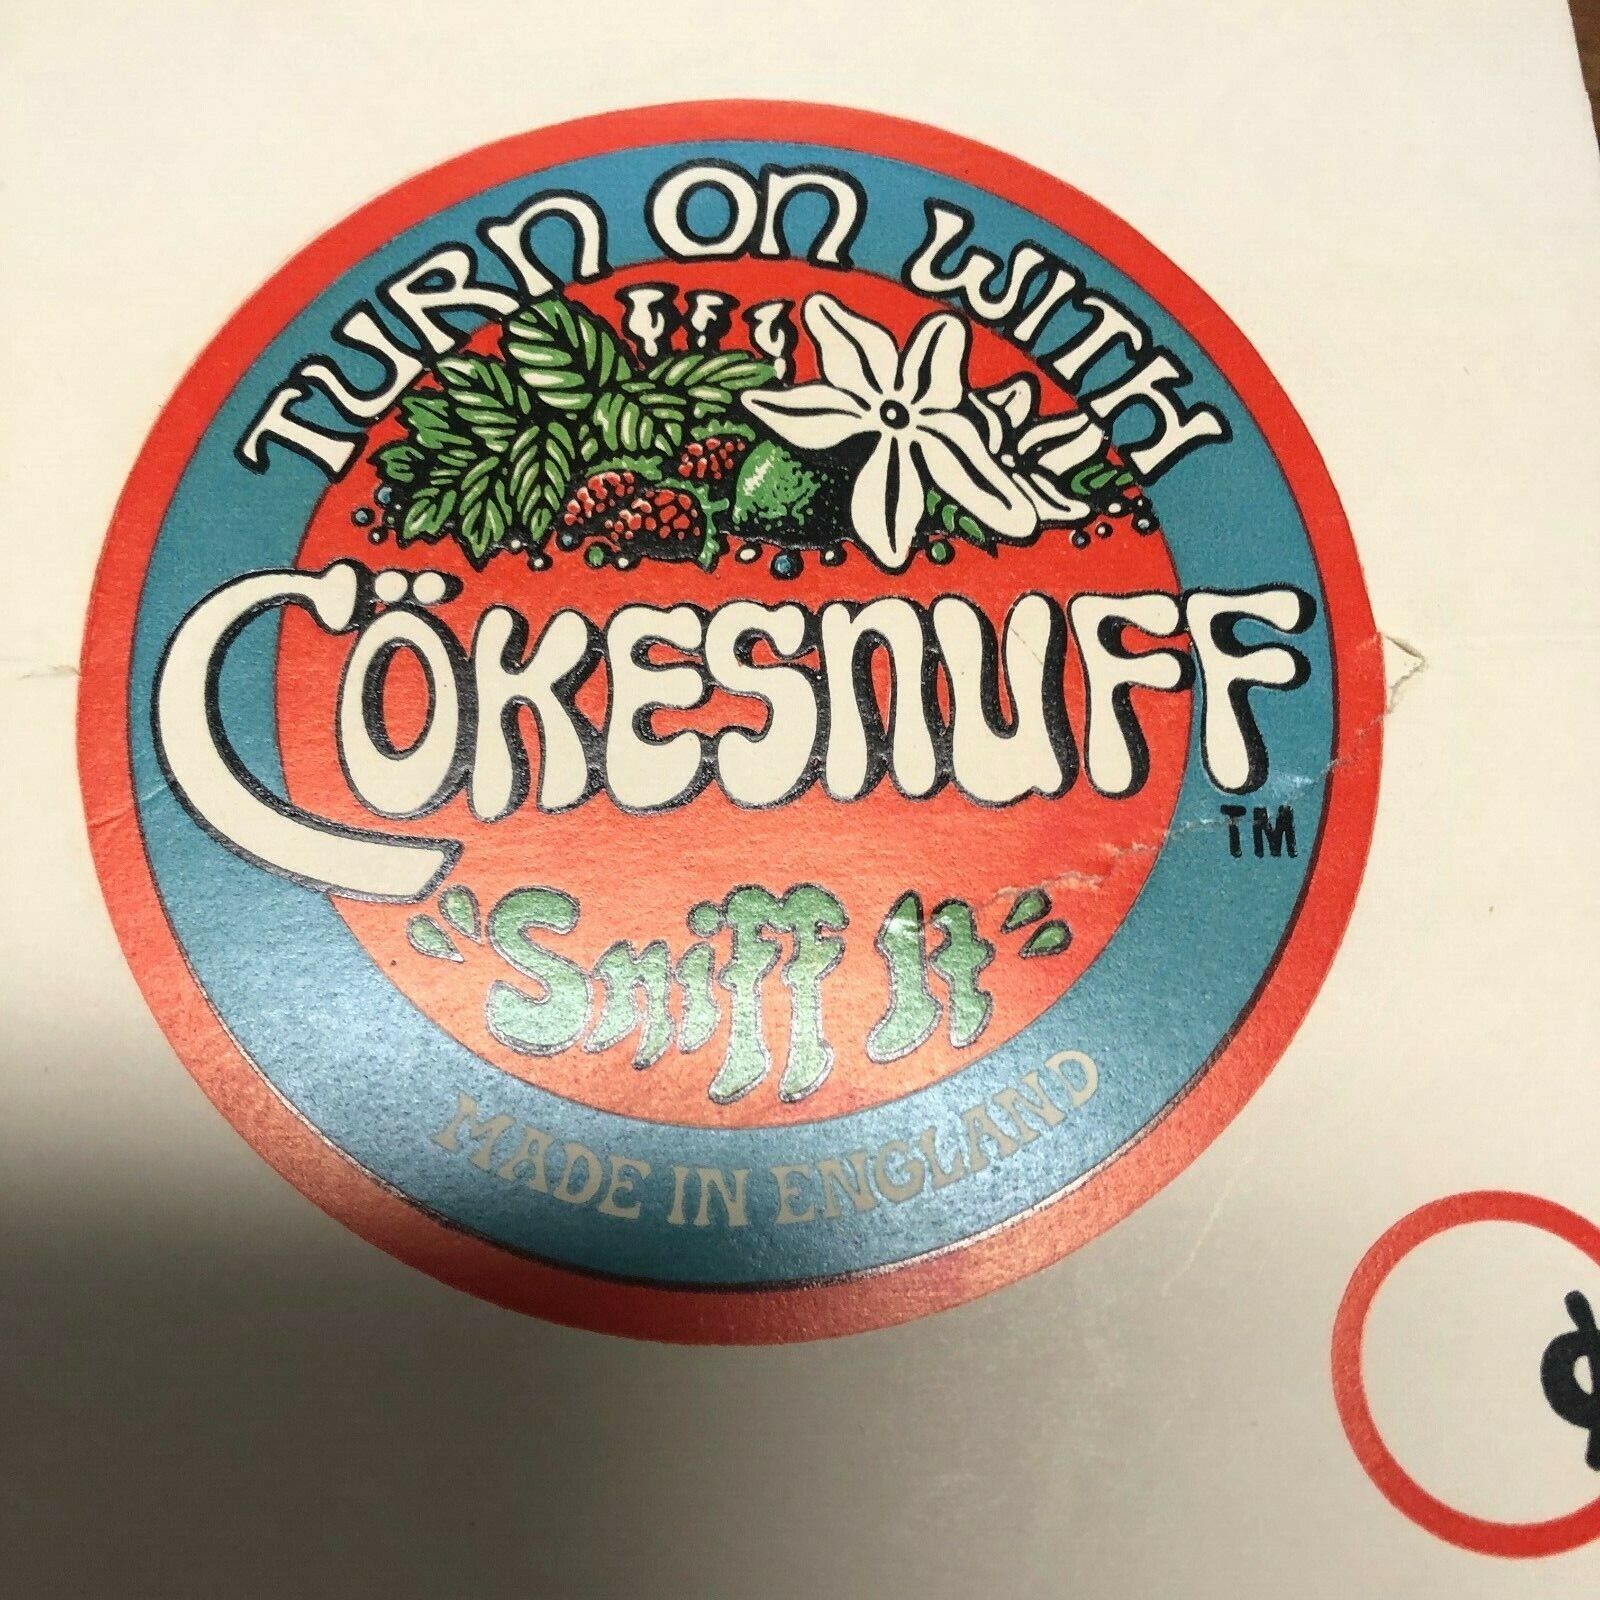 TURN ON WITH
CÖKESNUFF
TM
"Sniff It"
MADE IN ENGLAND